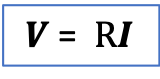 V = RI